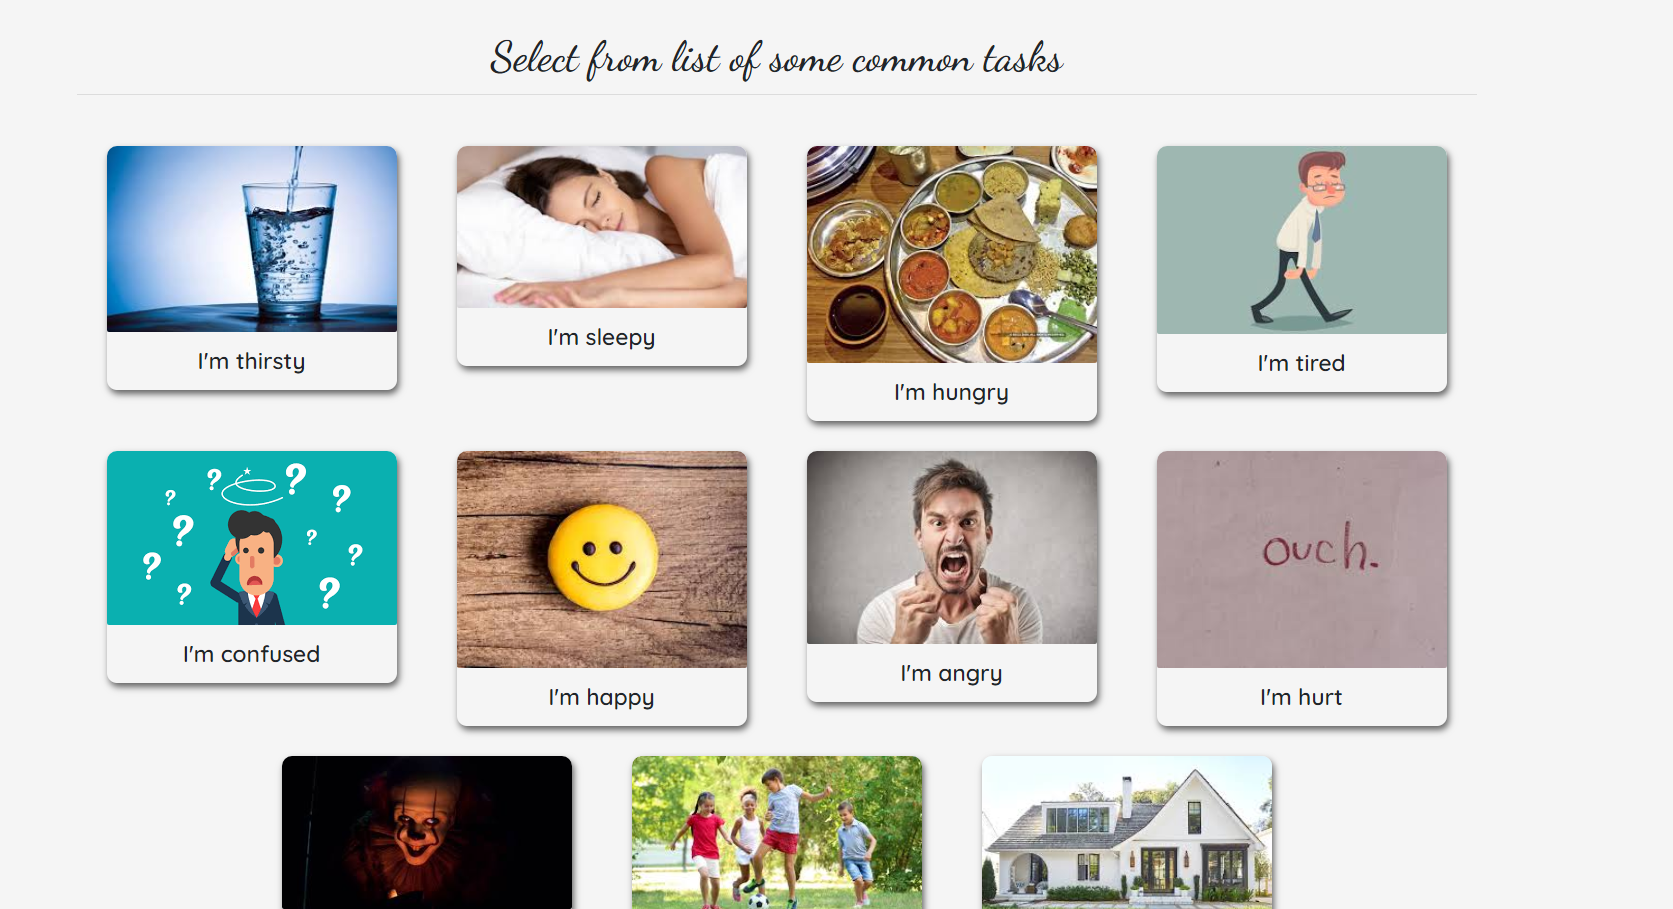 Select from list of some common tasks
I'm thirsty
I'm sleepy
I'm hungry
I'm tired
? ? ? ? ? ? ? ? ? ? ?
I'm confused
I'm happy
I'm angry
ouch.
I'm hurt